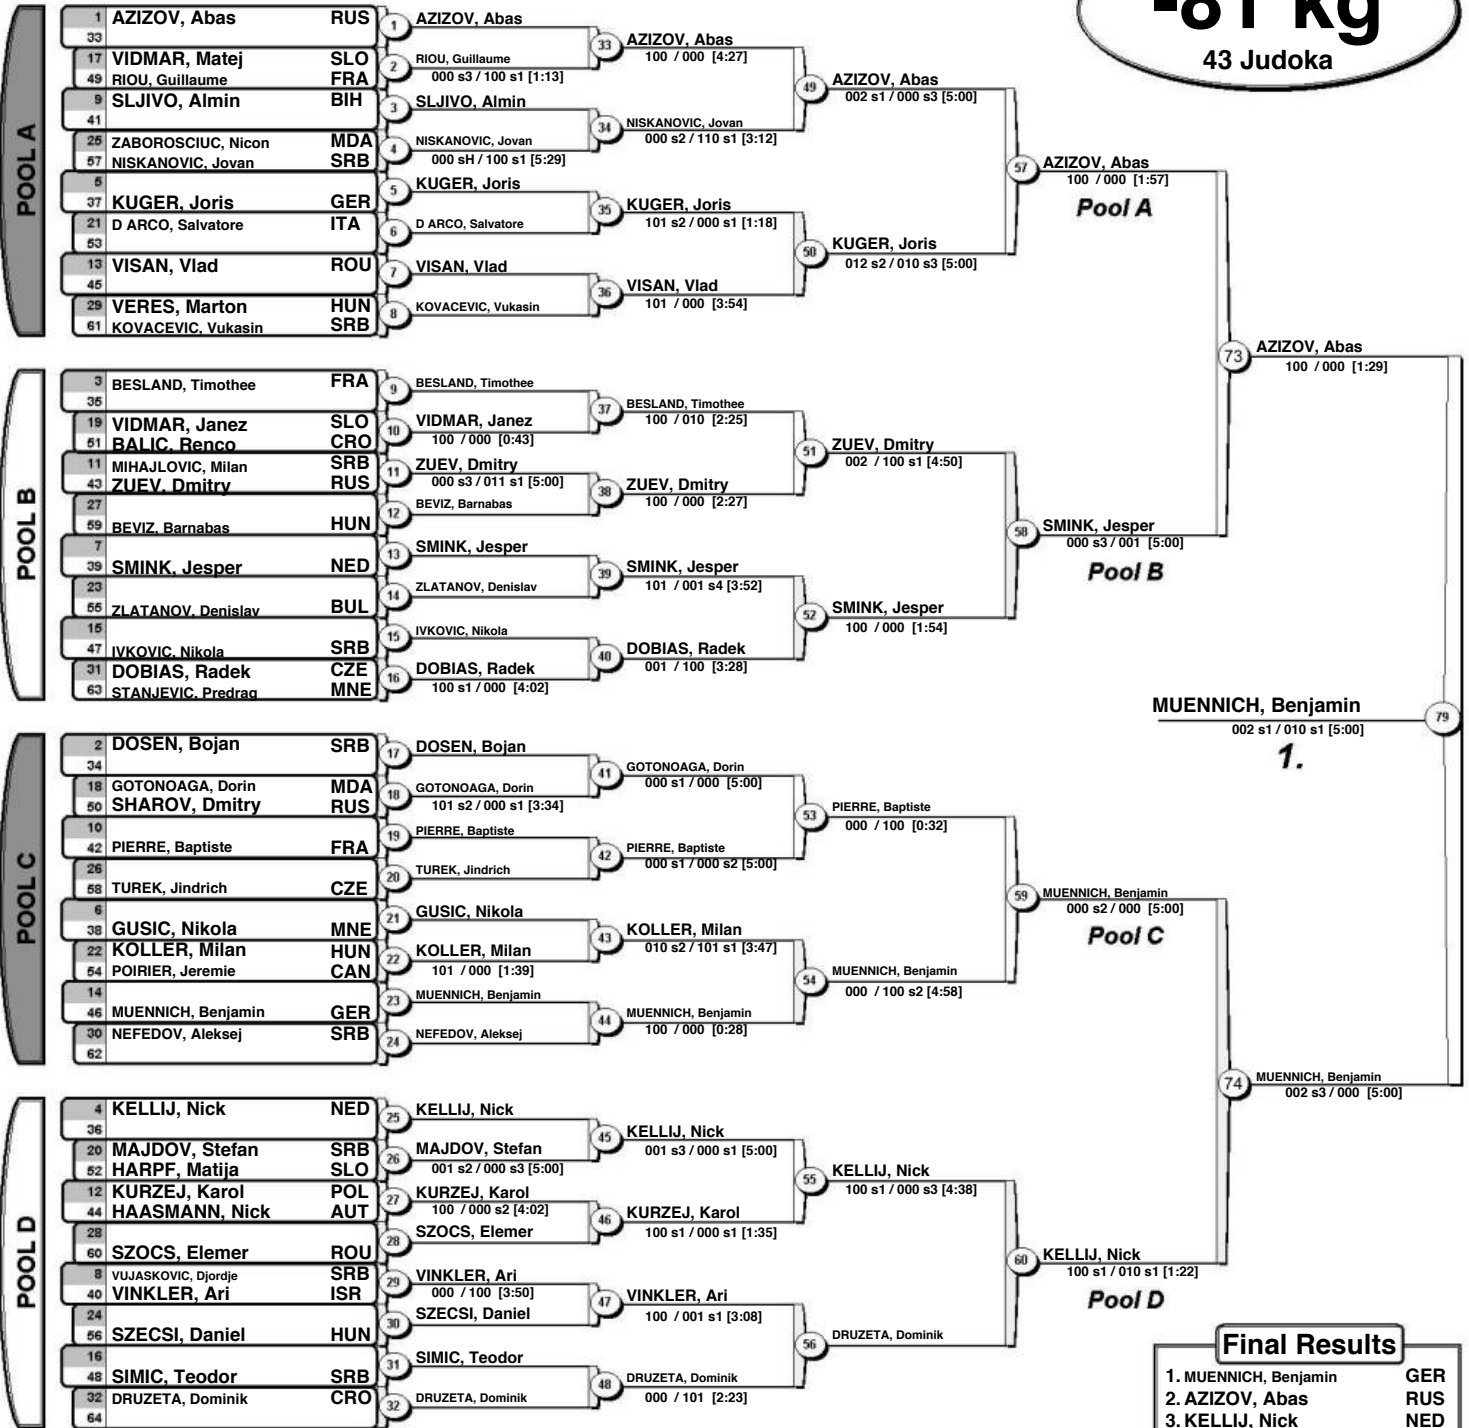 -81 kg
43 Judoka
POOL A
1 AZIZOV, Abas RUS
33
17 VIDMAR, Matej SLO
49 RIOU, Guillaume FRA
9 SLJIVO, Almin BIH
41
25 ZABOROSCIUC, Nicon MDA
57 NISKANOVIC, Jovan SRB
5
37 KUGER, Joris GER
21 D ARCO, Salvatore ITA
53
13 VISAN, Vlad ROU
45
29 VERES, Marton HUN
61 KOVACEVIC, Vukasin SRB
1 AZIZOV, Abas
2 RIOU, Guillaume
000 s3 / 100 s1 [1:13]
3 SLJIVO, Almin
4 NISKANOVIC, Jovan
000 sH / 100 s1 [5:29]
5 KUGER, Joris
6 D ARCO, Salvatore
7 VISAN, Vlad
8 KOVACEVIC, Vukasin
33 AZIZOV, Abas
100 / 000 [4:27]
34 NISKANOVIC, Jovan
000 s2 / 110 s1 [3:12]
35 KUGER, Joris
101 s2 / 000 s1 [1:18]
36 VISAN, Vlad
101 / 000 [3:54]
49 AZIZOV, Abas
002 s1 / 000 s3 [5:00]
50 KUGER, Joris
012 s2 / 010 s3 [5:00]
57 AZIZOV, Abas
100 / 000 [1:57]
Pool A
POOL B
3 BESLAND, Timothee FRA
35
19 VIDMAR, Janez SLO
51 BALIC, Renco CRO
11 MIHAJLOVIC, Milan SRB
43 ZUEV, Dmitry RUS
27
59 BEVIZ, Barnabas HUN
7
39 SMINK, Jesper NED
23
55 ZLATANOV, Denislav BUL
15
47 IVKOVIC, Nikola SRB
31 DOBIAS, Radek CZE
63 STANJEVIC, Predrag MNE
9 BESLAND, Timothee
10 VIDMAR, Janez
100 / 000 [0:43]
11 ZUEV, Dmitry
000 s3 / 011 s1 [5:00]
12 BEVIZ, Barnabas
13 SMINK, Jesper
14 ZLATANOV, Denislav
15 IVKOVIC, Nikola
16 DOBIAS, Radek
100 s1 / 000 [4:02]
37 BESLAND, Timothee
100 / 010 [2:25]
38 ZUEV, Dmitry
100 / 000 [2:27]
39 SMINK, Jesper
101 / 001 s4 [3:52]
40 DOBIAS, Radek
001 / 100 [3:28]
51 ZUEV, Dmitry
002 / 100 s1 [4:50]
52 SMINK, Jesper
100 / 000 [1:54]
58 SMINK, Jesper
000 s3 / 001 [5:00]
Pool B
73 AZIZOV, Abas
100 / 000 [1:29]
POOL C
2 DOSEN, Bojan SRB
34
18 GOTONOAGA, Dorin MDA
50 SHAROV, Dmitry RUS
10
42 PIERRE, Baptiste FRA
26
58 TUREK, Jindrich CZE
6
38 GUSIC, Nikola MNE
22 KOLLER, Milan HUN
54 POIRIER, Jeremie CAN
14
46 MUENNICH, Benjamin GER
30 NEFEDOV, Aleksej SRB
62
17 DOSEN, Bojan
18 GOTONOAGA, Dorin
101 s2 / 000 s1 [3:34]
19 PIERRE, Baptiste
20 TUREK, Jindrich
21 GUSIC, Nikola
22 KOLLER, Milan
101 / 000 [1:39]
23 MUENNICH, Benjamin
24 NEFEDOV, Aleksej
41 GOTONOAGA, Dorin
000 s1 / 000 [5:00]
42 PIERRE, Baptiste
000 s1 / 000 s2 [5:00]
43 KOLLER, Milan
010 s2 / 101 s1 [3:47]
44 MUENNICH, Benjamin
100 / 000 [0:28]
53 PIERRE, Baptiste
000 / 100 [0:32]
54 MUENNICH, Benjamin
000 / 100 s2 [4:58]
59 MUENNICH, Benjamin
000 s2 / 000 [5:00]
Pool C
POOL D
4 KELLIJ, Nick NED
36
20 MAJDOV, Stefan SRB
52 HARPF, Matija SLO
12 KURZEJ, Karol POL
44 HAASMANN, Nick AUT
28
60 SZOCS, Elemer ROU
8 VUJASKOVIC, Djordje SRB
40 VINKLER, Ari ISR
24
56 SZECSI, Daniel HUN
16
48 SIMIC, Teodor SRB
32 DRUZETA, Dominik CRO
64
25 KELLIJ, Nick
26 MAJDOV, Stefan
001 s2 / 000 s3 [5:00]
27 KURZEJ, Karol
100 / 000 s2 [4:02]
28 SZOCS, Elemer
29 VINKLER, Ari
000 / 100 [3:50]
30 SZECSI, Daniel
31 SIMIC, Teodor
32 DRUZETA, Dominik
45 KELLIJ, Nick
001 s3 / 000 s1 [5:00]
46 KURZEJ, Karol
100 s1 / 000 s1 [1:35]
47 VINKLER, Ari
100 / 001 s1 [3:08]
48 DRUZETA, Dominik
000 / 101 [2:23]
55 KELLIJ, Nick
100 s1 / 000 s3 [4:38]
56 DRUZETA, Dominik
60 KELLIJ, Nick
100 s1 / 010 s1 [1:22]
Pool D
74 MUENNICH, Benjamin
002 s3 / 000 [5:00]
MUENNICH, Benjamin 79
002 s1 / 010 s1 [5:00]
1.
Final Results
1. MUENNICH, Benjamin GER
2. AZIZOV, Abas RUS
3. KELLIJ, Nick NED